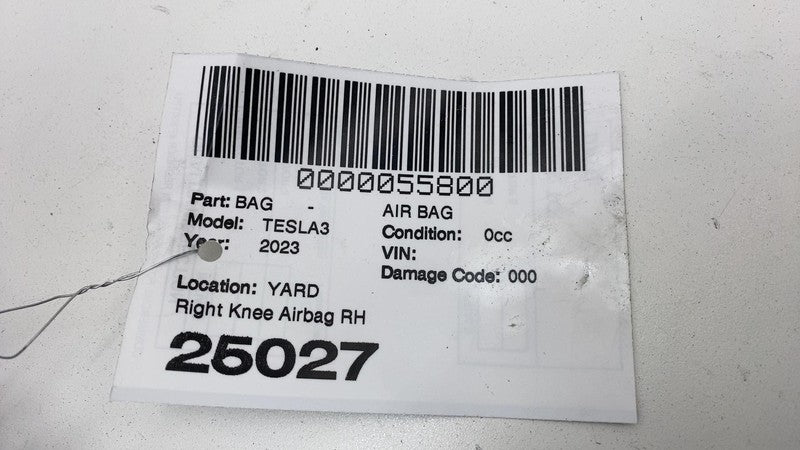 0000055800
Part: BAG - AIR BAG
Model: TESLA3 Condition: 0cc
Year: 2023 VIN:
Damage Code: 000
Location: YARD
Right Knee Airbag RH
25027